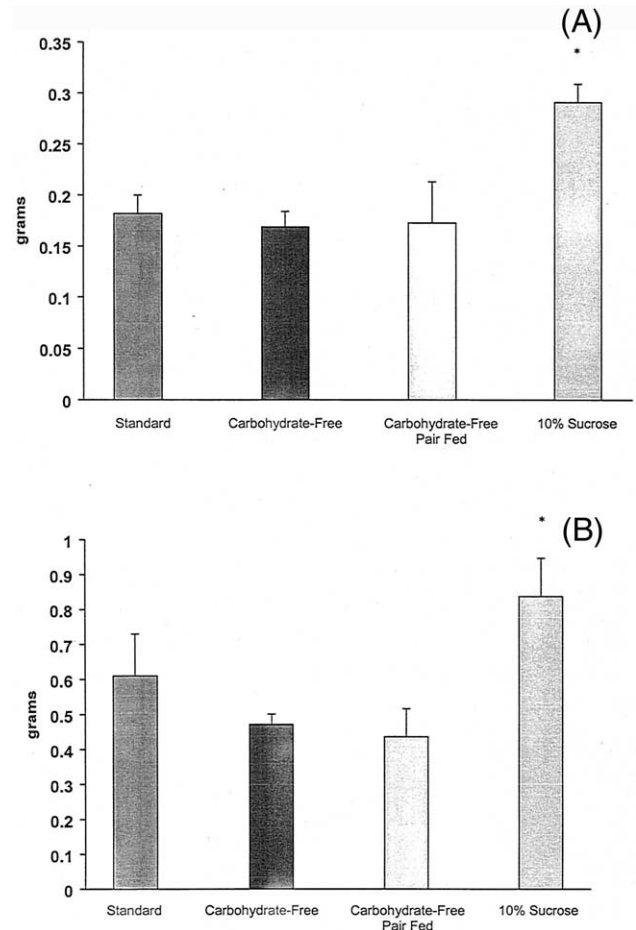 (A)
*
0.35
0.3
0.25
0.2
0.15
0.1
0.05
0
grams
Standard
Carbohydrate-Free
Carbohydrate-Free
Pair Fed
10% Sucrose
(B)
*
1
0.9
0.8
0.7
0.6
0.5
0.4
0.3
0.2
0.1
0
grams
Standard
Carbohydrate-Free
Carbohydrate-Free
Pair Fed
10% Sucrose